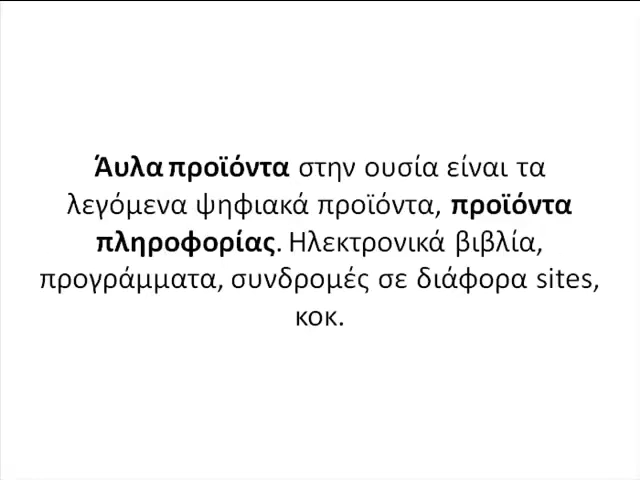 Άυλα προϊόντα στην ουσία είναι τα
λεγόμενα ψηφιακά προϊόντα, προϊόντα
πληροφορίας. Ηλεκτρονικά βιβλία,
προγράμματα, συνδρομές σε διάφορα sites,
κοκ.